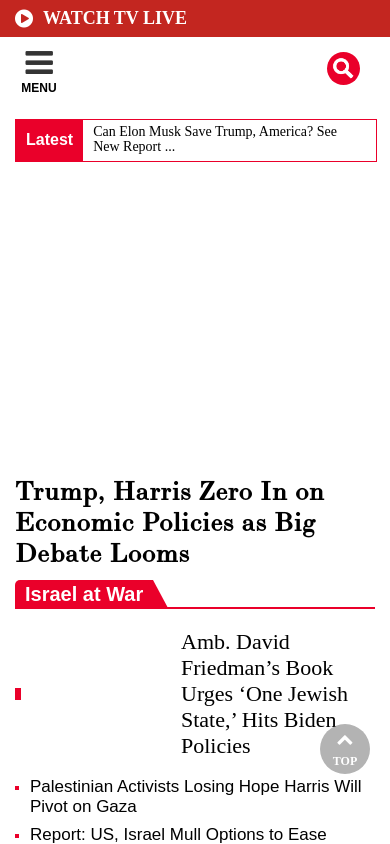 WATCH TV LIVE
MENU
Latest
Can Elon Musk Save Trump, America? See
New Report ...
Trump, Harris Zero In on
Economic Policies as Big
Debate Looms
Israel at War
Amb. David
Friedman’s Book
Urges ‘One Jewish
State,’ Hits Biden
Policies
TOP
Palestinian Activists Losing Hope Harris Will
Pivot on Gaza
Report: US, Israel Mull Options to Ease